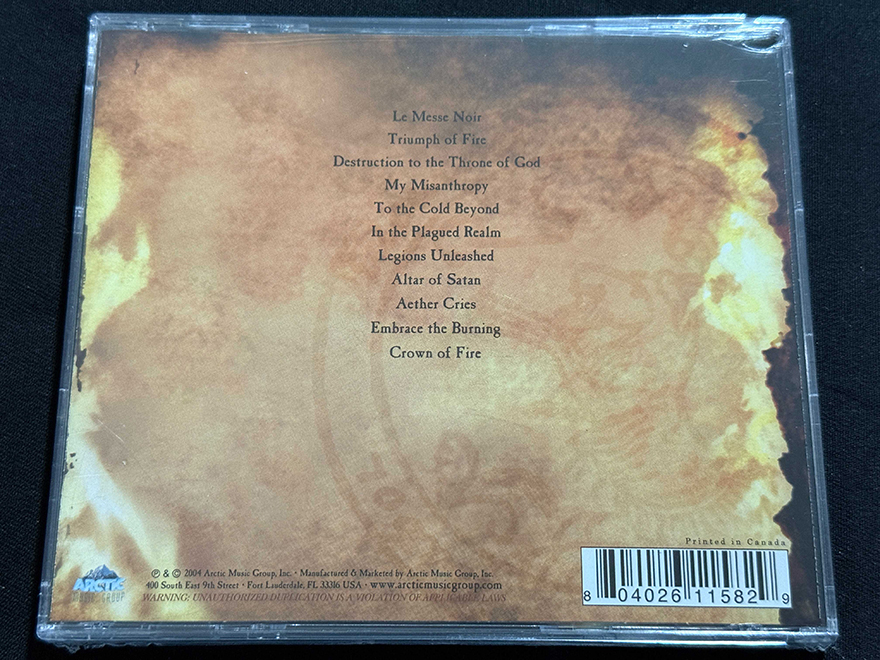 Le Messe Noir
Triumph of Fire
Destruction to the Throne of God
My Misanthropy
To the Cold Beyond
In the Plagued Realm
Legions Unleashed
Altar of Satan
Aether Cries
Embrace the Burning
Crown of Fire
Printed in Canada
ARCTIC
MUSIC GROUP
℗ & © 2004 Arctic Music Group, Inc. · Manufactured & Marketed by Arctic Music Group, Inc.
400 South East 9th Street · Fort Lauderdale, FL 33316 USA · www.arcticmusicgroup.com
WARNING: UNAUTHORIZED DUPLICATION IS A VIOLATION OF APPLICABLE LAWS
8 04026 11582 9